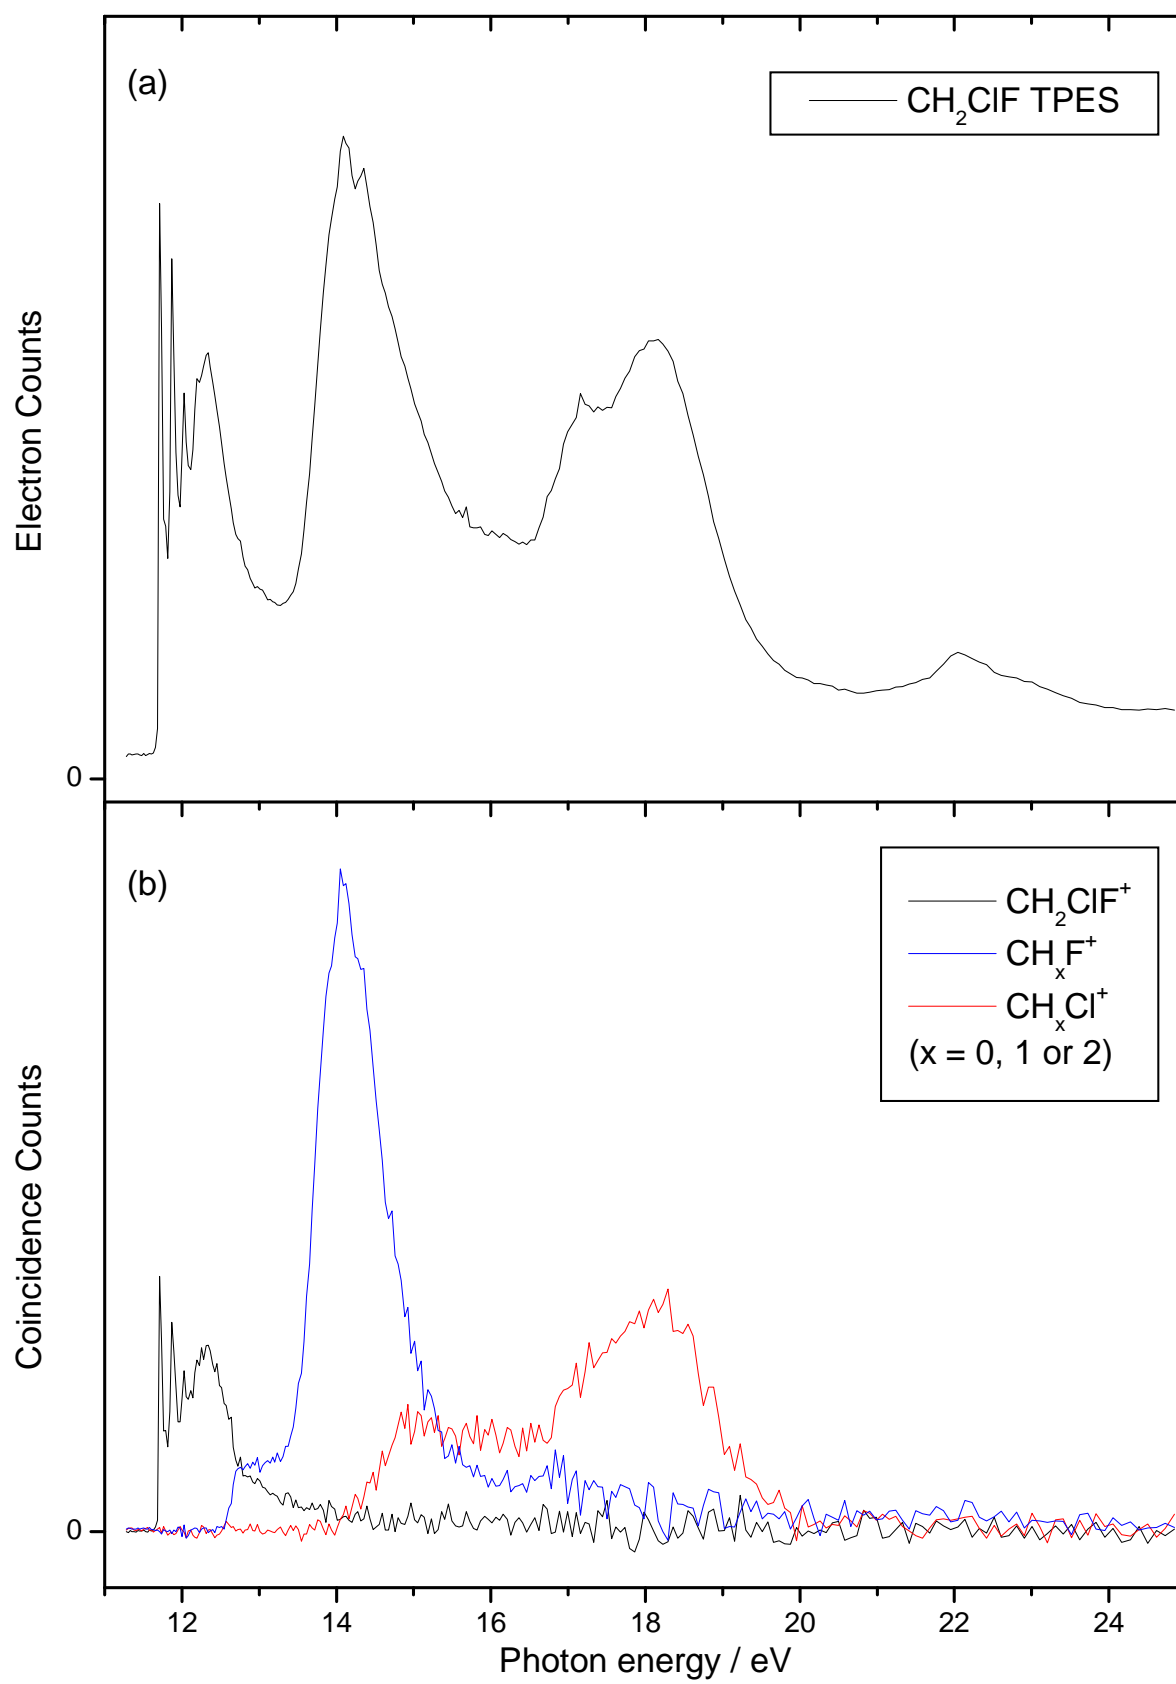 (a)
CH₂ClF TPES
Electron Counts
0
(b)
CH₂ClF⁺
CHₓF⁺
CHₓCl⁺
(x = 0, 1 or 2)
Coincidence Counts
0
12 14 16 18 20 22 24
Photon energy / eV